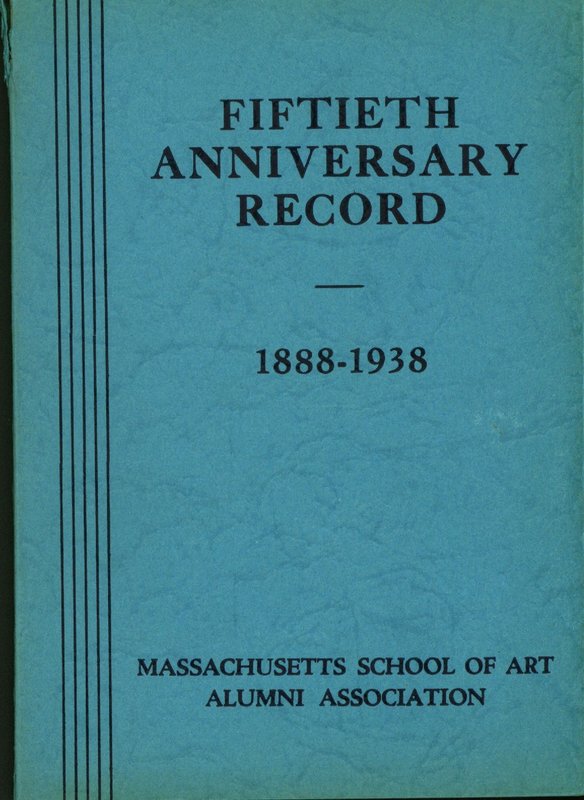 FIFTIETH
ANNIVERSARY
RECORD
1888-1938
MASSACHUSETTS SCHOOL OF ART
ALUMNI ASSOCIATION